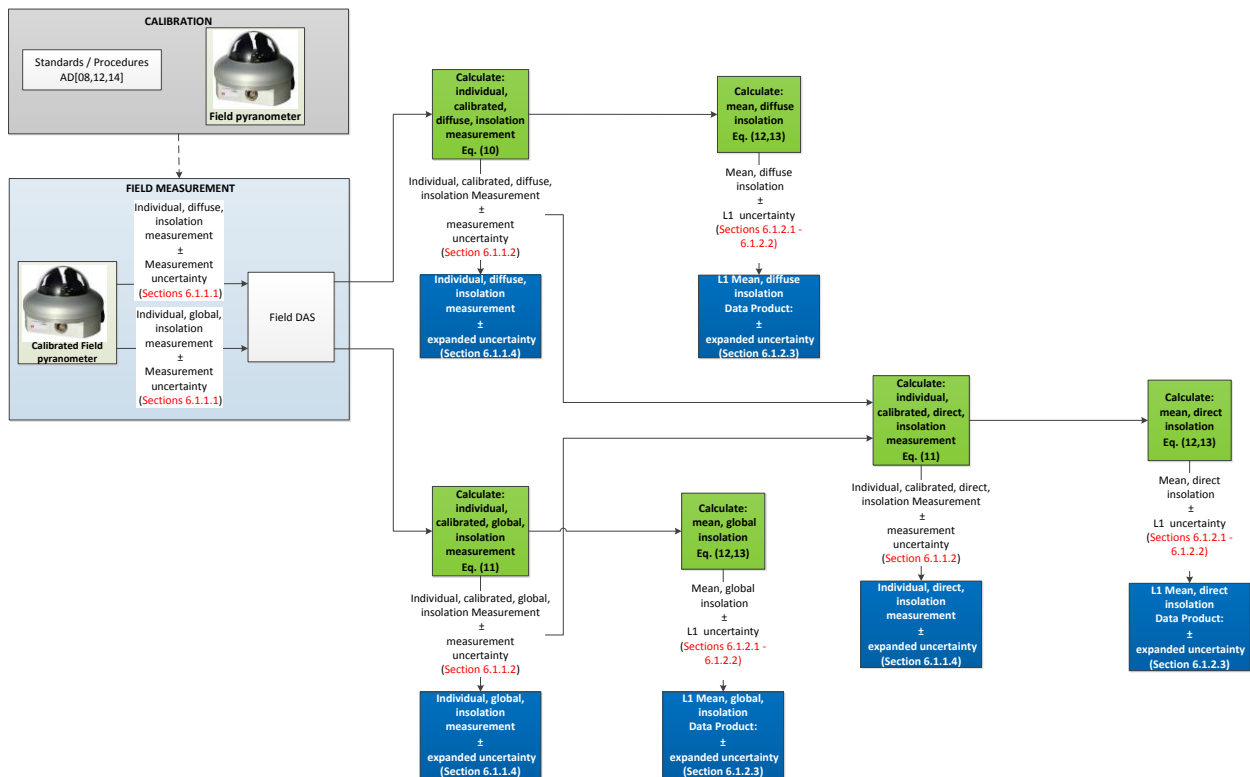 CALIBRATION
Standards / Procedures
AD[08,12,14]
Field pyranometer
FIELD MEASUREMENT
Individual, diffuse,
insolation
measurement
±
Measurement
uncertainty
(Sections 6.1.1.1)
Individual, global,
insolation
measurement
±
Measurement
uncertainty
(Sections 6.1.1.1)
Calibrated Field
pyranometer
Field DAS
Calculate:
individual,
calibrated,
diffuse, insolation
measurement
Eq. (10)
Individual, calibrated, diffuse,
insolation Measurement
±
measurement
uncertainty
(Section 6.1.1.2)
Individual, diffuse,
insolation
measurement
±
expanded uncertainty
(Section 6.1.1.4)
Calculate:
mean, diffuse
insolation
Eq. (12,13)
Mean, diffuse
insolation
±
L1 uncertainty
(Sections 6.1.2.1 -
6.1.2.2)
L1 Mean, diffuse
insolation
Data Product:
±
expanded uncertainty
(Section 6.1.2.3)
Calculate:
individual,
calibrated, global,
insolation
measurement
Eq. (11)
Individual, calibrated, global,
insolation Measurement
±
measurement
uncertainty
(Section 6.1.1.2)
Individual, global,
insolation
measurement
±
expanded uncertainty
(Section 6.1.1.4)
Calculate:
mean, global
insolation
Eq. (12,13)
Mean, global
insolation
±
L1 uncertainty
(Sections 6.1.2.1 -
6.1.2.2)
L1 Mean, global,
insolation
Data Product:
±
expanded uncertainty
(Section 6.1.2.3)
Calculate:
individual,
calibrated, direct,
insolation
measurement
Eq. (11)
Individual, calibrated, direct,
insolation Measurement
±
measurement
uncertainty
(Section 6.1.1.2)
Individual, direct,
insolation
measurement
±
expanded uncertainty
(Section 6.1.1.4)
Calculate:
mean, direct
insolation
Eq. (12,13)
Mean, direct
insolation
±
L1 uncertainty
(Sections 6.1.2.1 -
6.1.2.2)
L1 Mean, direct
insolation
Data Product:
±
expanded uncertainty
(Section 6.1.2.3)